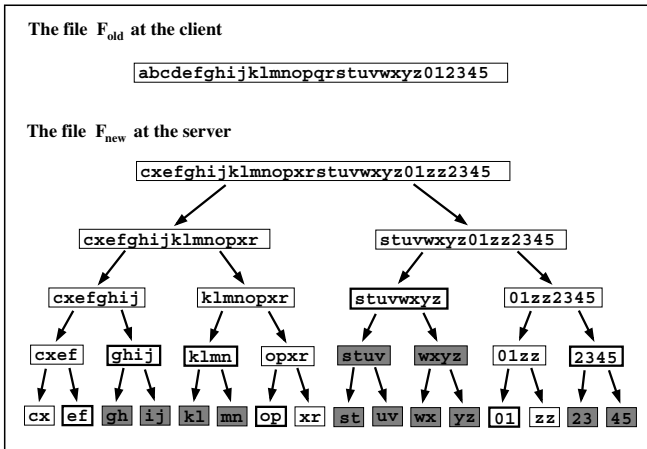 The file F_old at the client
abcdefghijklmnopqrstuvwxyz012345
The file F_new at the server
cxefghijklmnopxrstuvwxyz01zz2345
cxefghijklmnopxr stuvwxyz01zz2345
cxefghij klmnopxr stuvwxyz 01zz2345
cxef ghij klmn opxr stuv wxyz 01zz 2345
cx ef gh ij kl mn op xr st uv wx yz 01 zz 23 45